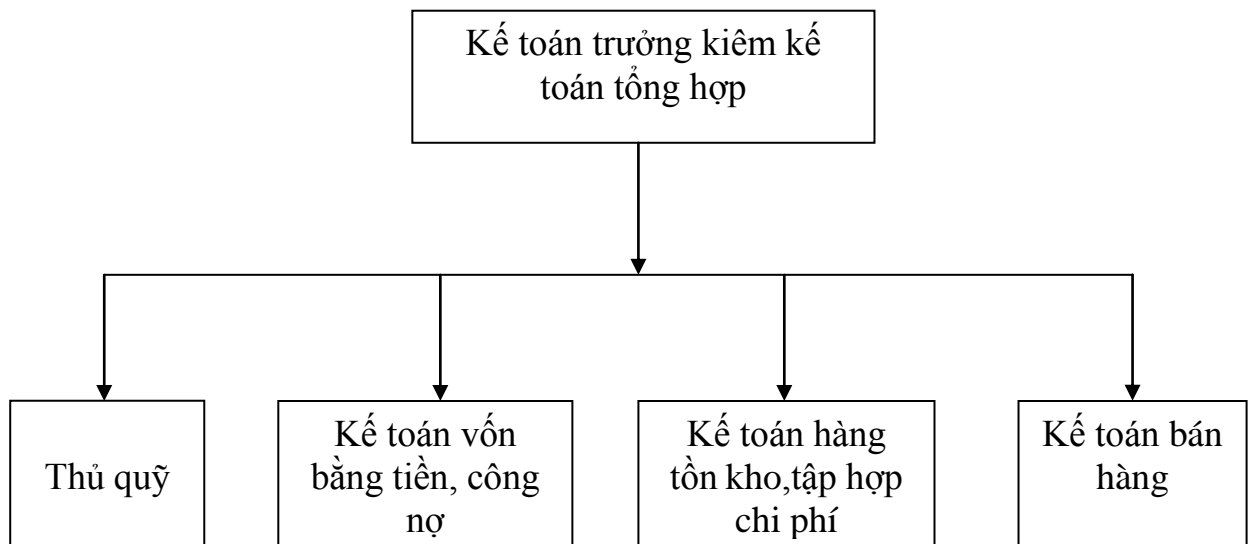 Kế toán trưởng kiêm kế
toán tổng hợp
Thủ quỹ
Kế toán vốn
bằng tiền, công
nợ
Kế toán hàng
tồn kho,tập hợp
chi phí
Kế toán bán
hàng